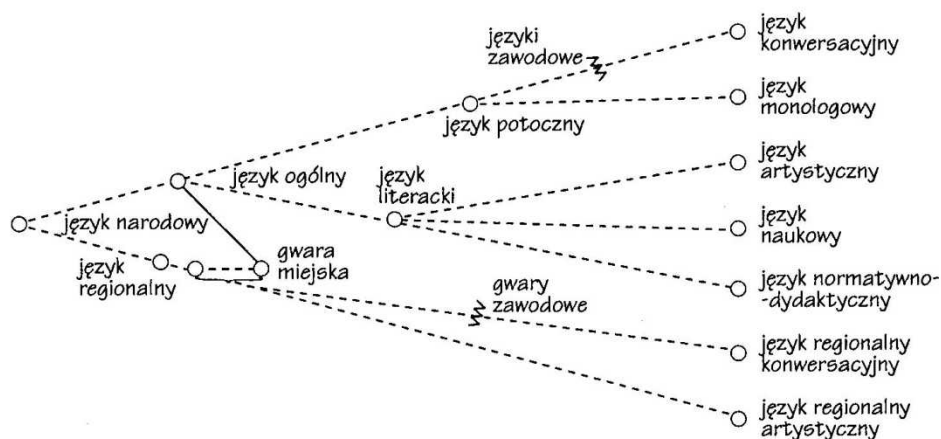 języki
zawodowe
język
konwersacyjny
język potoczny
język
monologowy
język
artystyczny
język ogólny
język
literacki
język
naukowy
język narodowy
gwara
miejska
język
regionalny
gwary
zawodowe
język normatywno-
-dydaktyczny
język regionalny
konwersacyjny
język regionalny
artystyczny